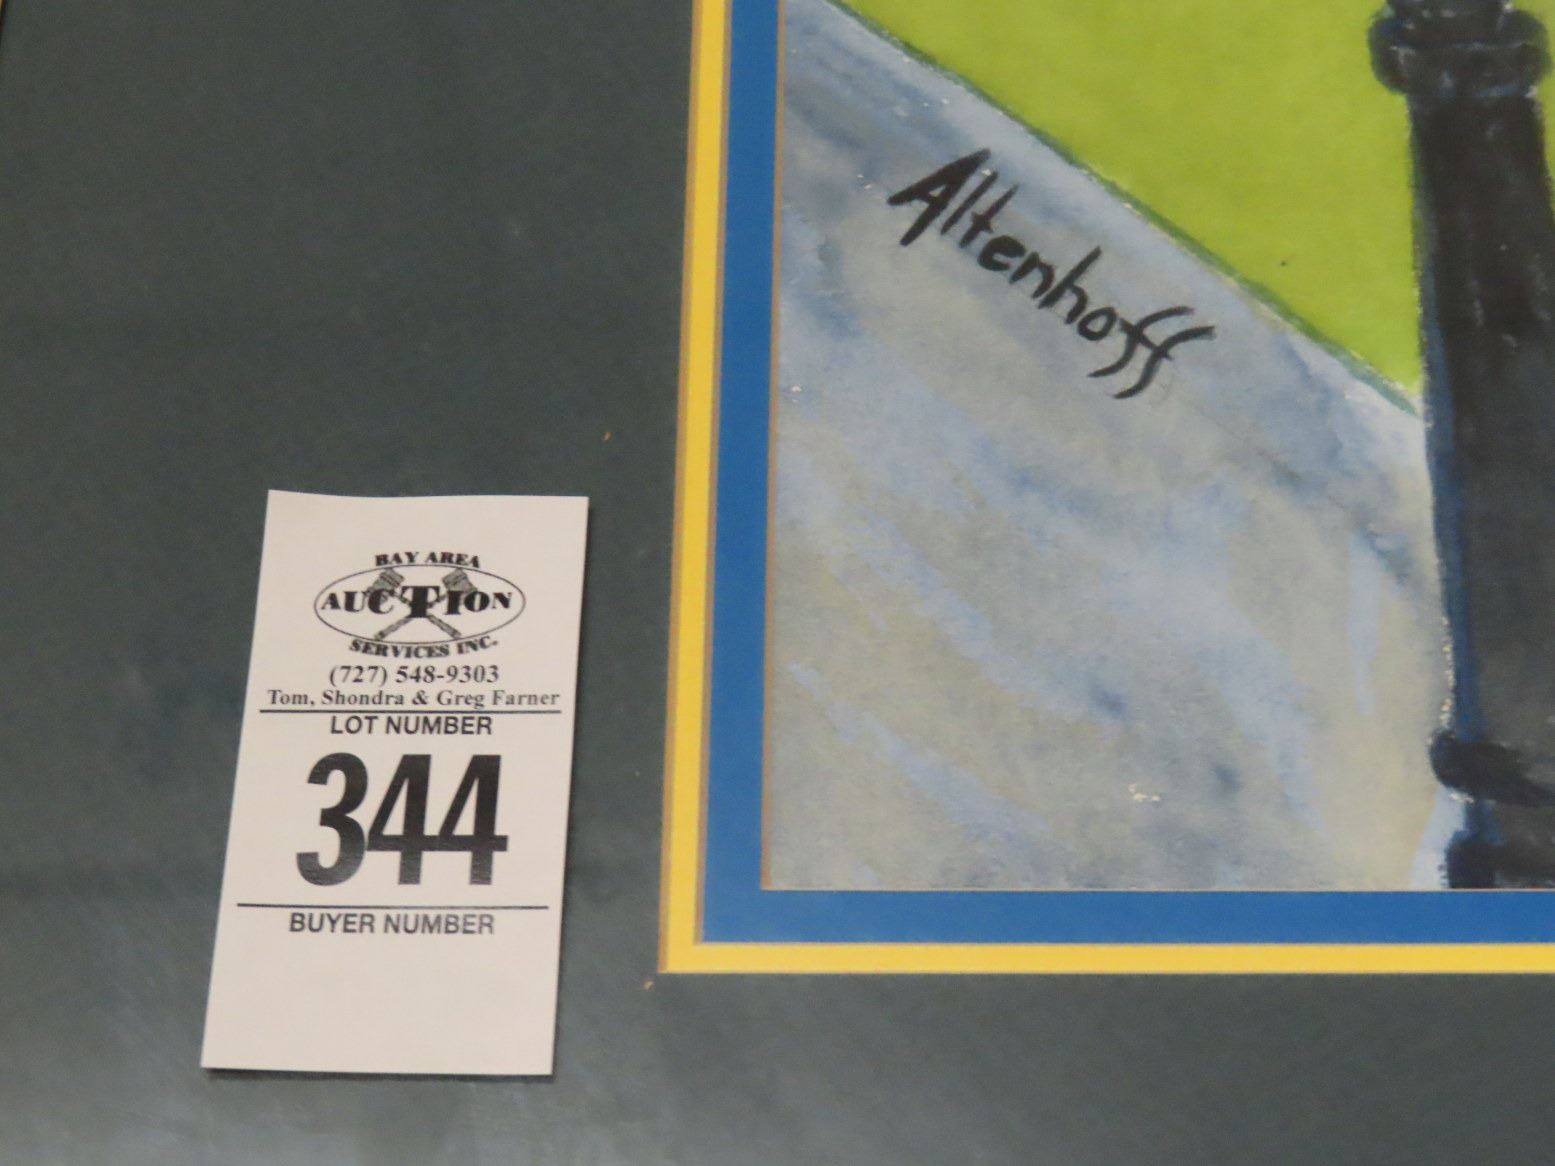 Altenhoff
BAY AREA
AUCTION
SERVICES INC.
(727) 548-9303
Tom, Shondra & Greg Farner
LOT NUMBER
344
BUYER NUMBER